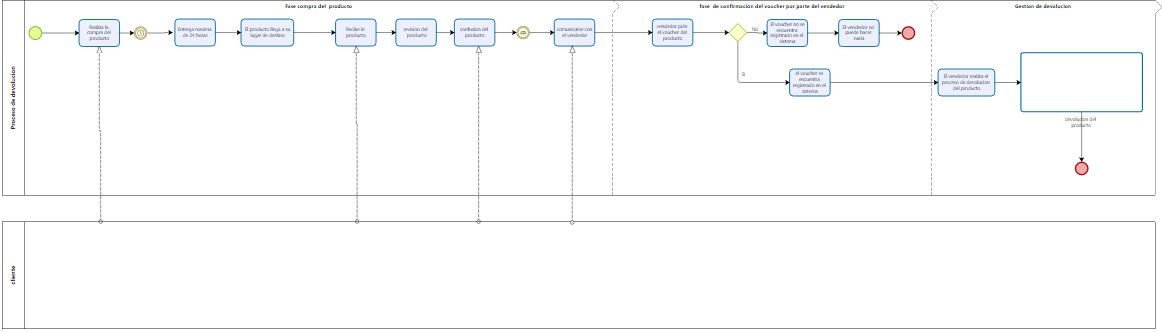 Fase compra del producto
fase de confirmación del voucher por parte del vendedor
Gestion de devolucion
Proceso de devolucion
Realiza la
compra del
producto
Entrega maxima
de 24 horas
El producto llega a su
lugar de destino
Recibe le
producto
revision del
producto
confusion del
producto
comunicarse con
el vendedor
vendedor pide
el voucher del
producto
No
El voucher no se
encuentra
registrado en el
sistema
El vendedor no
puede hacer
nada
si
el voucher se
encuentra
registrado en el
sistema
El vendedor realiza el
proceso de devolucion
del producto
devolucion del
producto
cliente